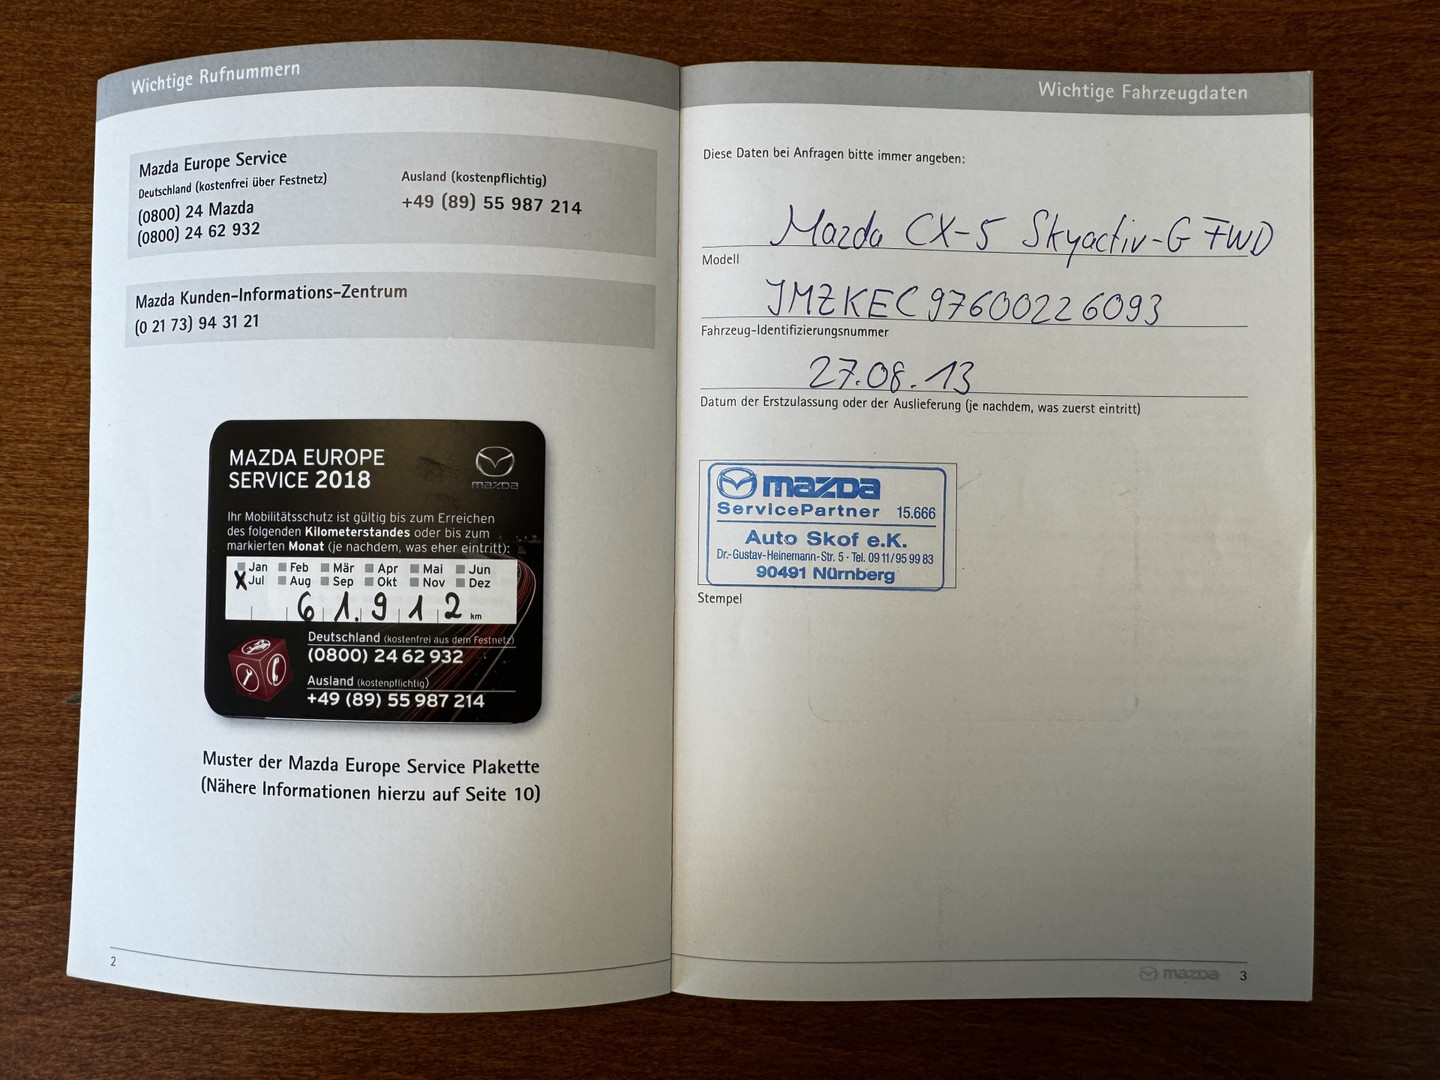 Wichtige Rufnummern
Mazda Europe Service
Deutschland (kostenfrei über Festnetz)
(0800) 24 Mazda
(0800) 24 62 932
Ausland (kostenpflichtig)
+49 (89) 55 987 214
Mazda Kunden-Informations-Zentrum
(0 21 73) 94 31 21
MAZDA EUROPE
SERVICE 2018
mazda
Ihr Mobilitätsschutz ist gültig bis zum Erreichen
des folgenden Kilometerstandes oder bis zum
markierten Monat (je nachdem, was eher eintritt):
Jan Feb Mär Apr Mai Jun
X Jul Aug Sep Okt Nov Dez
61.912 km
Deutschland (kostenfrei aus dem Festnetz)
(0800) 24 62 932
Ausland (kostenpflichtig)
+49 (89) 55 987 214
Muster der Mazda Europe Service Plakette
(Nähere Informationen hierzu auf Seite 10)
2
Wichtige Fahrzeugdaten
Diese Daten bei Anfragen bitte immer angeben:
Mazda CX-5 Skyactiv-G FWD
Modell
JMZKEC97600226093
Fahrzeug-Identifizierungsnummer
27.08.13
Datum der Erstzulassung oder der Auslieferung (je nachdem, was zuerst eintritt)
mazda
ServicePartner 15.666
Auto Skof e.K.
Dr.-Gustav-Heinemann-Str. 5 · Tel. 09 11/95 99 83
90491 Nürnberg
Stempel
mazda 3